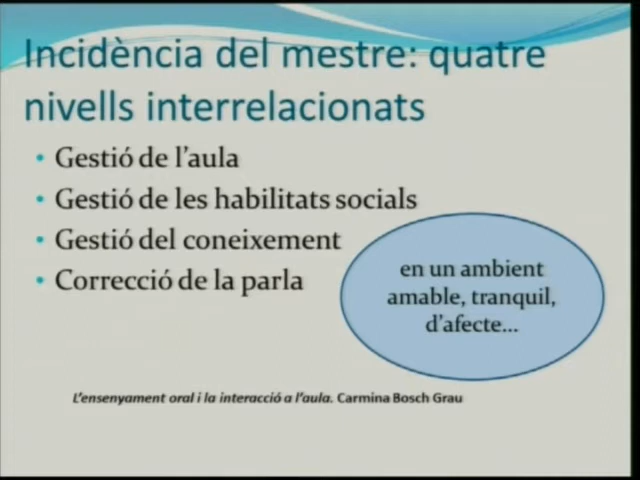 Incidència del mestre: quatre
nivells interrelacionats
• Gestió de l'aula
• Gestió de les habilitats socials
• Gestió del coneixement
• Correcció de la parla
en un ambient
amable, tranquil,
d'afecte...
L'ensenyament oral i la interacció a l'aula. Carmina Bosch Grau